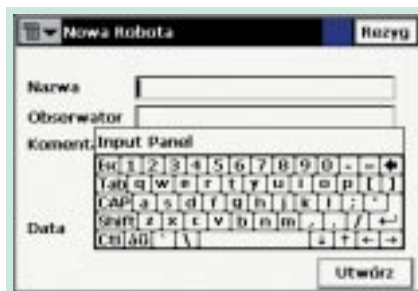 Nowa Robota Rezyg
Nazwa
Obserwator
Koment.
Input Panel
Esc 1 2 3 4 5 6 7 8 9 0 - = ←
Tab q w e r t y u i o p [ ]
CAP a s d f g h j k l ; '
Shift z x c v b n m , . / ↵
Ctl áü ` \ ↓ ↑ ← →
Data
Utwórz